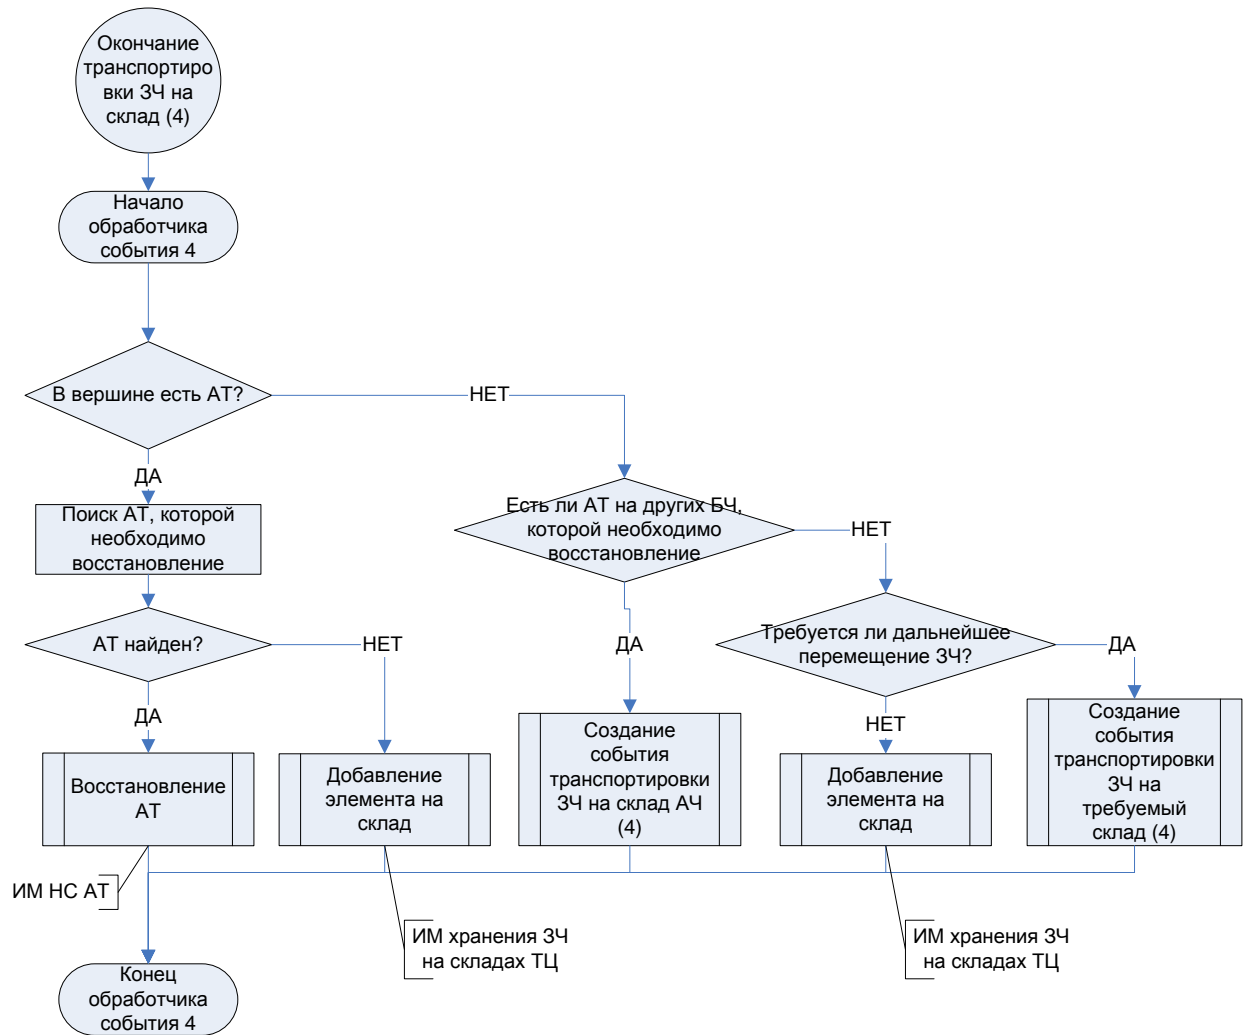 Окончание
транспортиро
вки ЗЧ на
склад (4)
Начало
обработчика
события 4
В вершине есть АТ?
НЕТ
ДА
Поиск АТ, которой
необходимо
восстановление
Есть ли АТ на других БЧ,
которой необходимо
восстановление
НЕТ
АТ найден?
НЕТ
ДА
Требуется ли дальнейшее
перемещение ЗЧ?
ДА
ДА
НЕТ
Восстановление
АТ
Добавление
элемента на
склад
Создание
события
транспортировки
ЗЧ на склад АЧ
(4)
Добавление
элемента на
склад
Создание
события
транспортировки
ЗЧ на
требуемый
склад (4)
ИМ НС АТ
ИМ хранения ЗЧ
на складах ТЦ
ИМ хранения ЗЧ
на складах ТЦ
Конец
обработчика
события 4